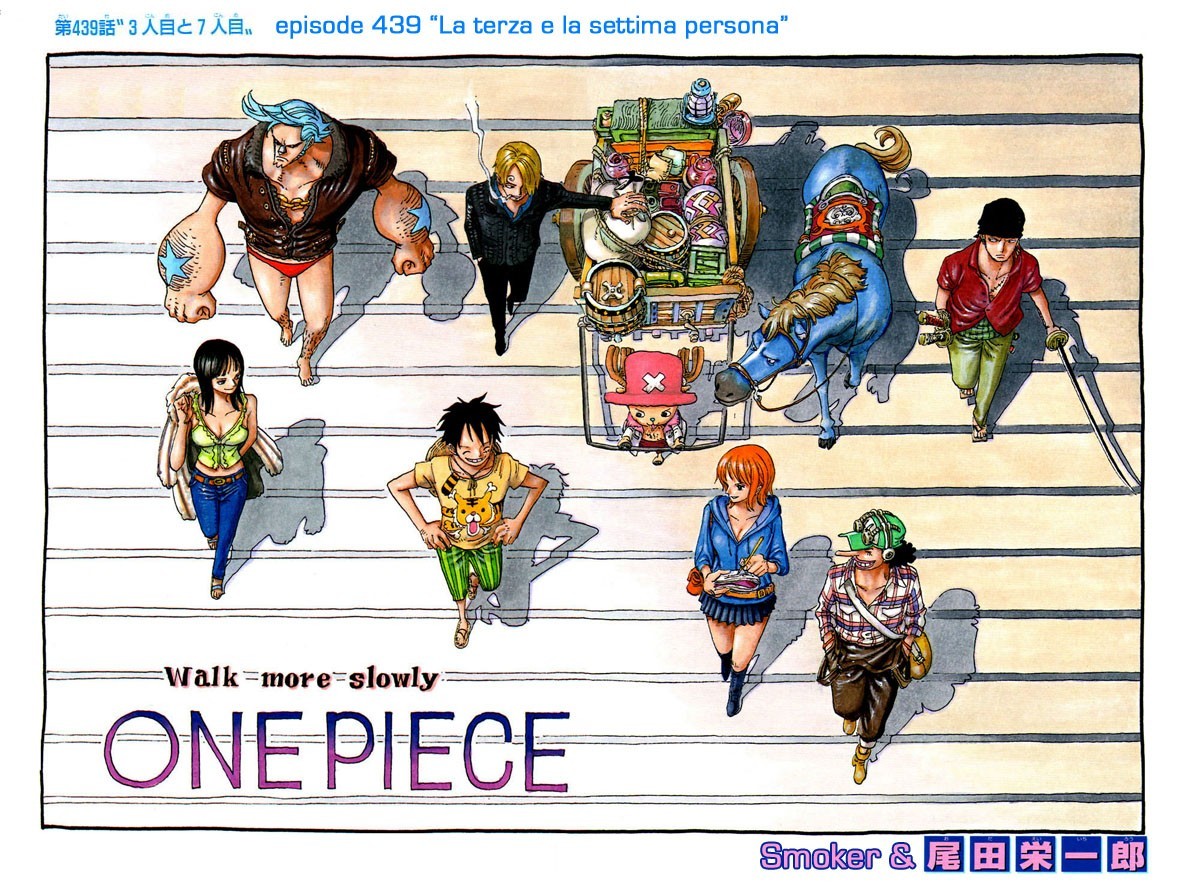 第439話〝3人目と7人目〟 episode 439 “La terza e la settima persona”
Walk more slowly
ONE PIECE
Smoker & 尾田栄一郎